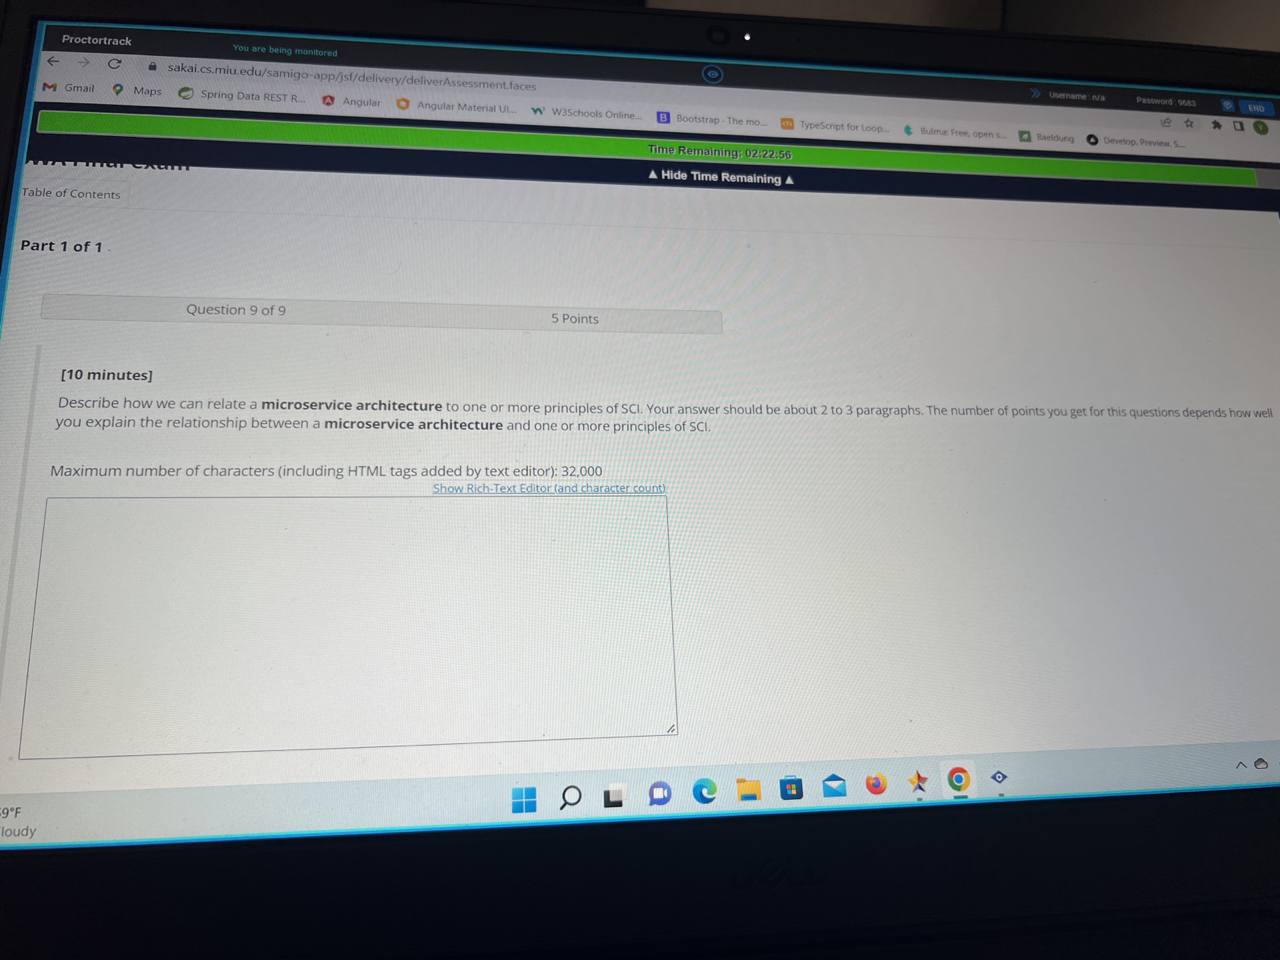 Proctortrack
You are being monitored
sakai.cs.miu.edu/samigo-app/jsf/delivery/deliverAssessment.faces
Username : n/a
Password : 9683
END
Gmail
Maps
Spring Data REST R...
Angular
Angular Material UI...
W3Schools Online...
Bootstrap · The mo...
TypeScript for Loop...
Bulma: Free, open s...
Baeldung
Develop, Preview, S...
Time Remaining: 02:22:56
▲ Hide Time Remaining ▲
Final Exam
Table of Contents
Part 1 of 1 -
Question 9 of 9
5 Points
[10 minutes]
Describe how we can relate a microservice architecture to one or more principles of SCI. Your answer should be about 2 to 3 paragraphs. The number of points you get for this questions depends how well
you explain the relationship between a microservice architecture and one or more principles of SCI.
Maximum number of characters (including HTML tags added by text editor): 32,000
Show Rich-Text Editor (and character count)
9°F
loudy